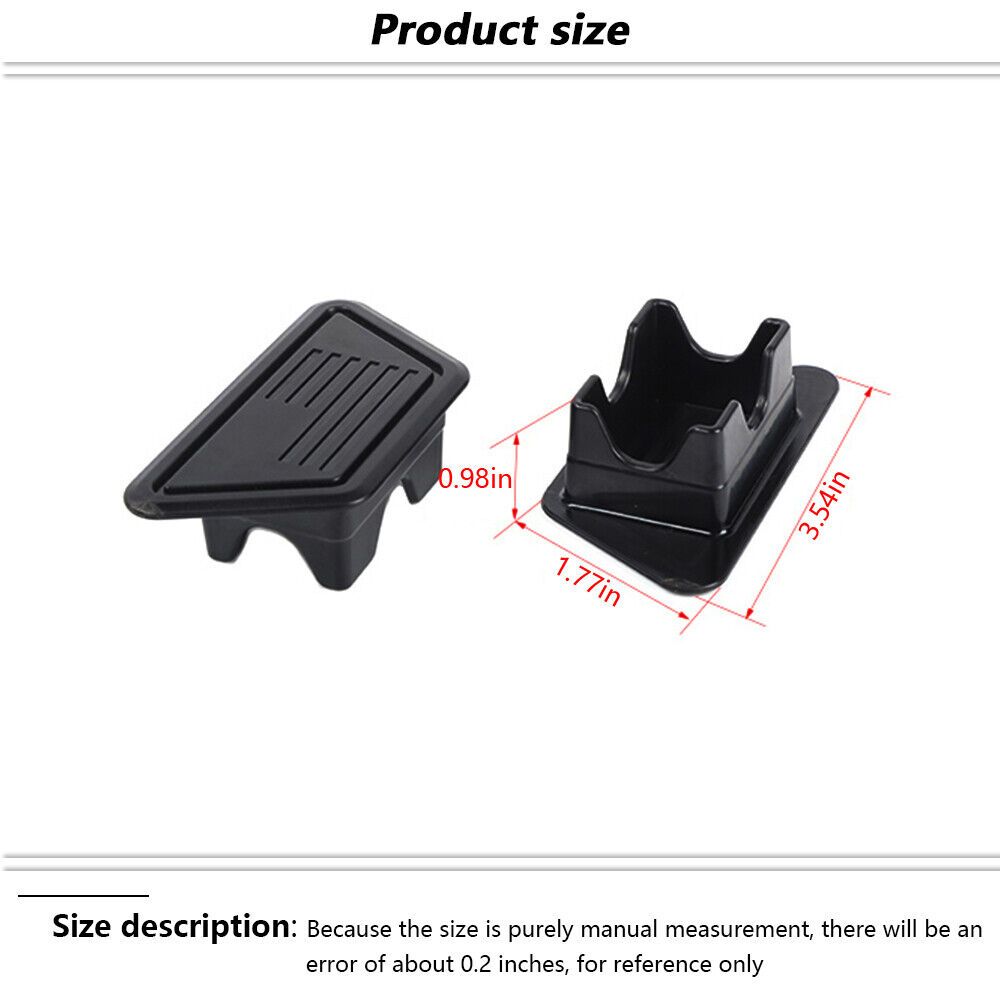 Product size
0.98in
1.77in
3.54in
Size description: Because the size is purely manual measurement, there will be an
error of about 0.2 inches, for reference only